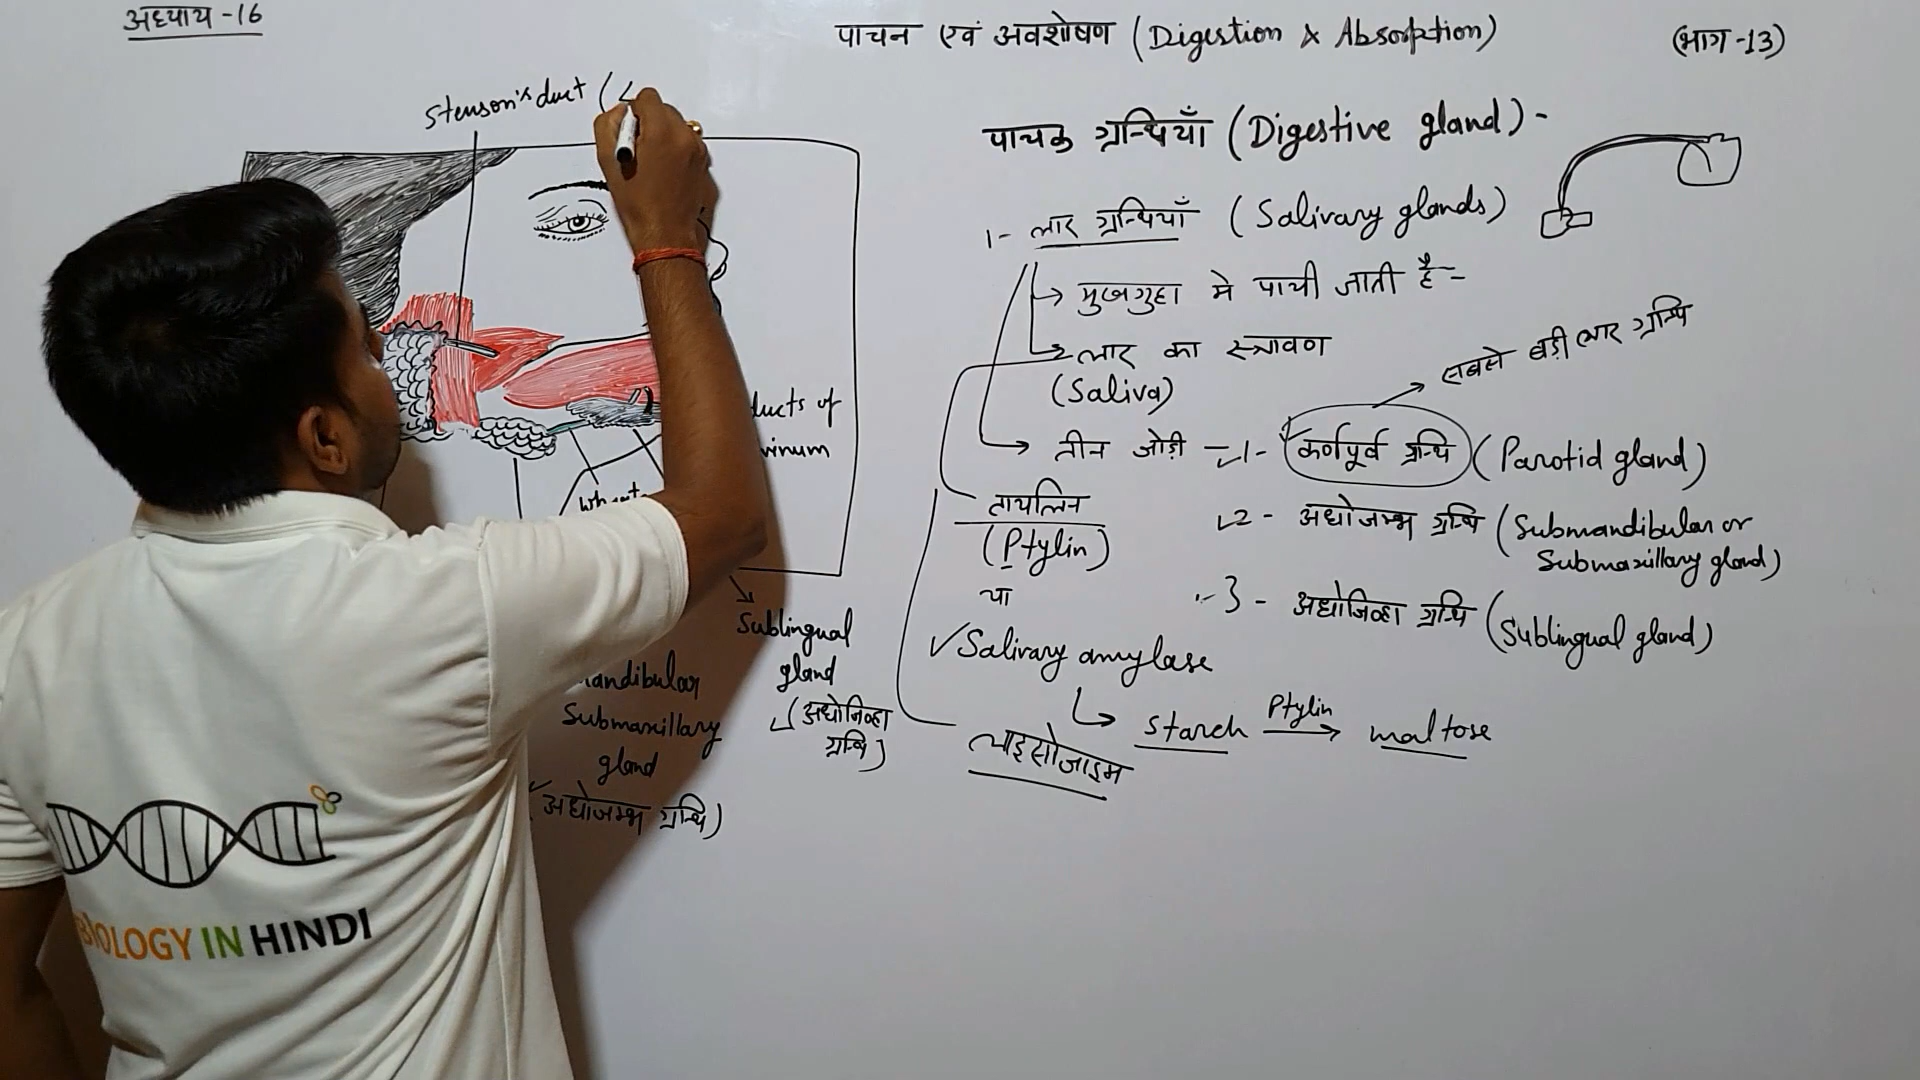 अध्याय -16
पाचन एवं अवशोषण (Digestion & Absorption)
(भाग -13)
Stenson's duct (
पाचक ग्रन्थियाँ (Digestive gland) -
1- लार ग्रन्थियाँ (Salivary glands)
→ मुखगुहा मे पायी जाती है -
→ लार का स्त्रावण
(Saliva)
→ तीन जोड़ी - 1- कर्णपूर्व ग्रन्थि (Parotid gland)
→ सबसे बड़ी लार ग्रन्थि
2 - अधोजम्भ ग्रन्थि (Submandibular or
Submaxillary gland)
3 - अधोजिव्हा ग्रन्थि (Sublingual gland)
टायलिन
(Ptylin)
या
✓Salivary amylase
→ Starch Ptylin → maltose
लाइसोजाइम
ducts of
Sublingual
gland
(अधोजिव्हा
ग्रन्थि)
mandibular
Submaxillary
gland
(अधोजम्भ ग्रन्थि)
BIOLOGY IN HINDI